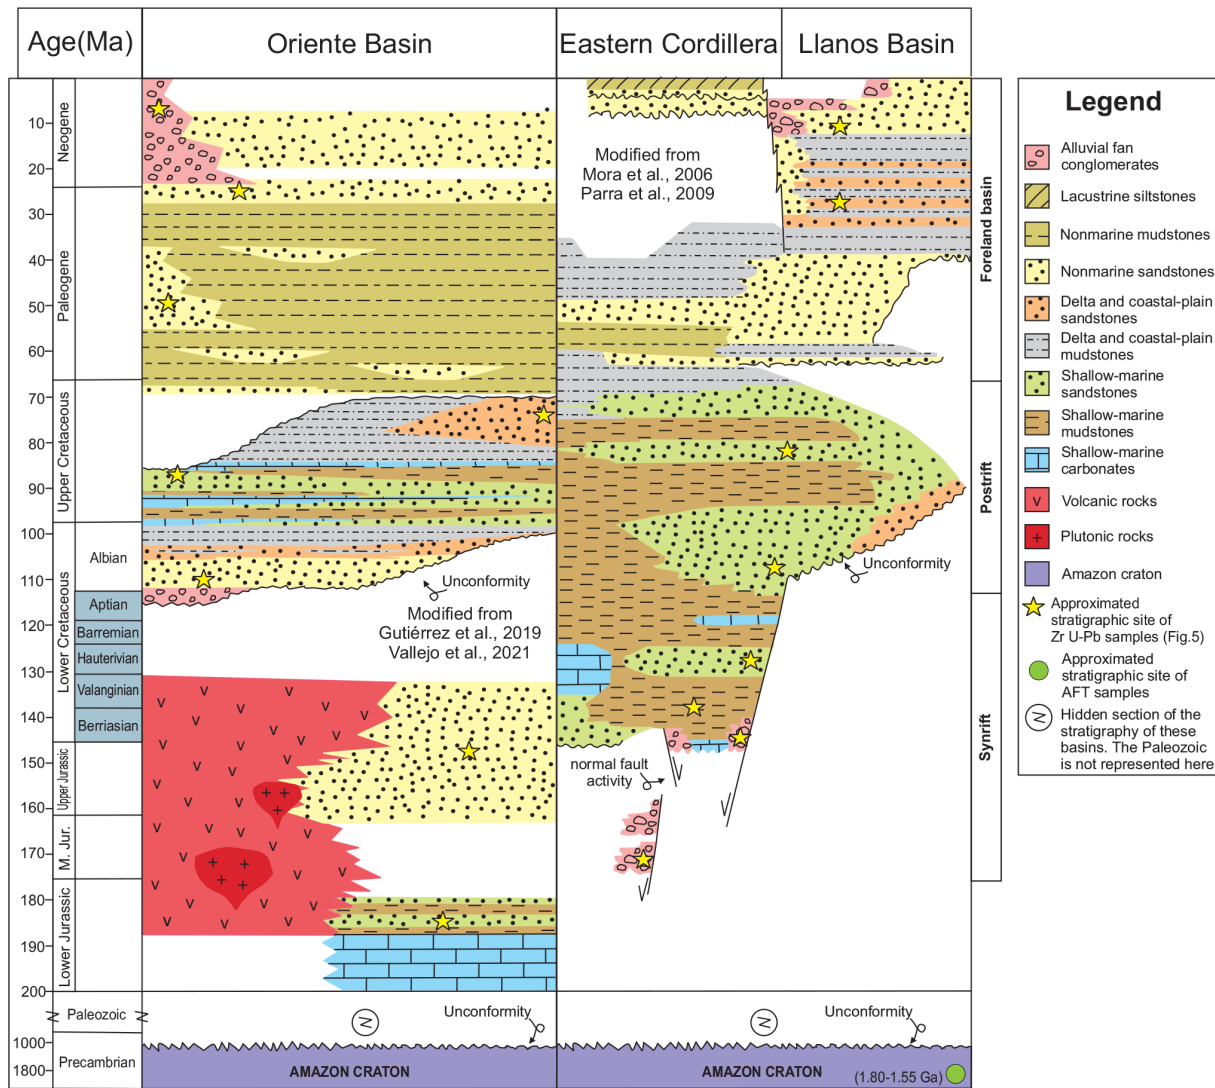 Age(Ma)
Oriente Basin
Eastern Cordillera
Llanos Basin
Neogene
Paleogene
Upper Cretaceous
Lower Cretaceous
Upper Jurassic
M. Jur.
Lower Jurassic
10
20
30
40
50
60
70
80
90
100
110
120
130
140
150
160
170
180
190
200
1000
1800
Albian
Aptian
Barremian
Hauterivian
Valanginian
Berriasian
Paleozoic
Precambrian
Modified from
Mora et al., 2006
Parra et al., 2009
Unconformity
Modified from
Gutiérrez et al., 2019
Vallejo et al., 2021
Unconformity
normal fault
activity
N
Unconformity
N
Unconformity
AMAZON CRATON
AMAZON CRATON
(1.80-1.55 Ga)
Foreland basin
Postrift
Synrift
Legend
Alluvial fan
conglomerates
Lacustrine siltstones
Nonmarine mudstones
Nonmarine sandstones
Delta and coastal-plain
sandstones
Delta and coastal-plain
mudstones
Shallow-marine
sandstones
Shallow-marine
mudstones
Shallow-marine
carbonates
Volcanic rocks
Plutonic rocks
Amazon craton
Approximated
stratigraphic site of
Zr U-Pb samples (Fig.5)
Approximated
stratigraphic site of
AFT samples
N
Hidden section of the
stratigraphy of these
basins. The Paleozoic
is not represented here